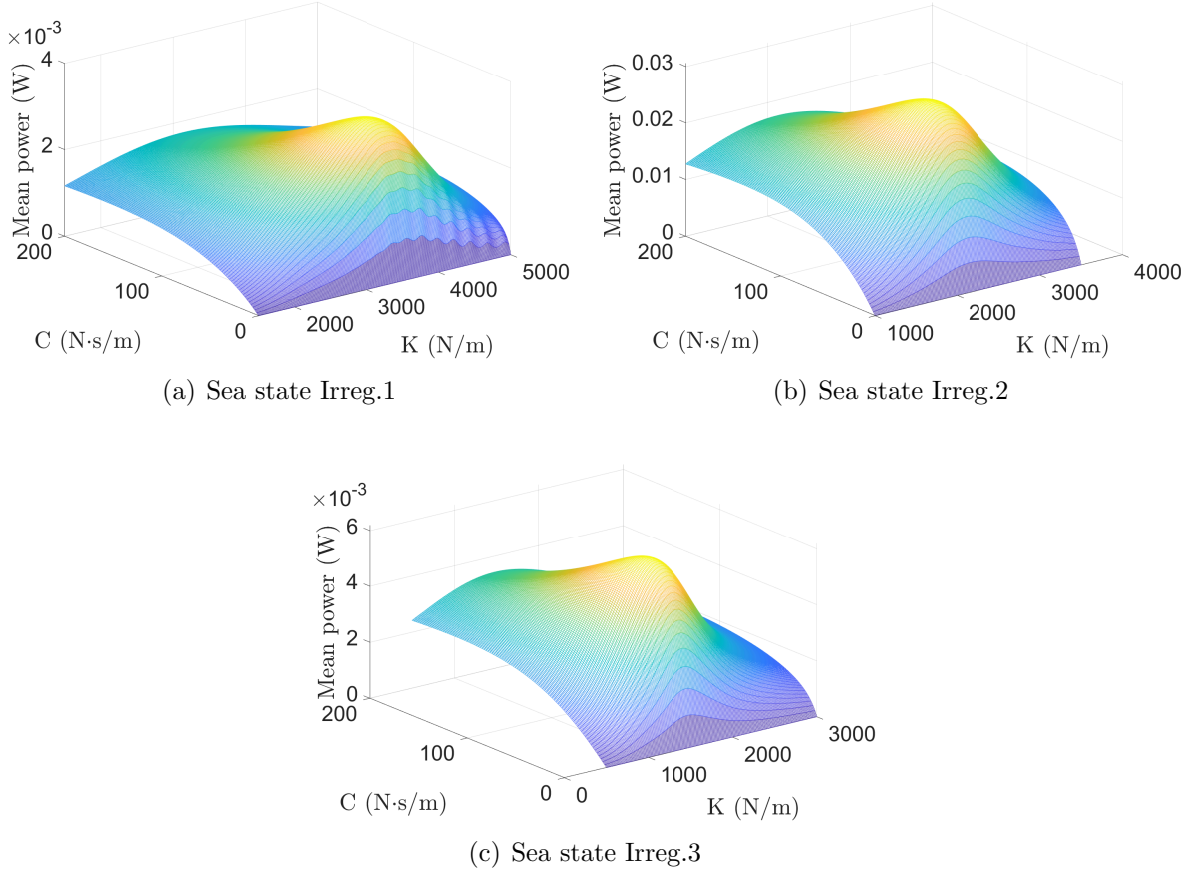 ×10-3
4
2
0
Mean power (W)
200
100
0
C (N·s/m)
2000
3000
4000
5000
K (N/m)
(a) Sea state Irreg.1
0.03
0.02
0.01
0
Mean power (W)
200
100
0
C (N·s/m)
1000
2000
3000
4000
K (N/m)
(b) Sea state Irreg.2
×10-3
6
4
2
0
Mean power (W)
200
100
0
C (N·s/m)
0
1000
2000
3000
K (N/m)
(c) Sea state Irreg.3